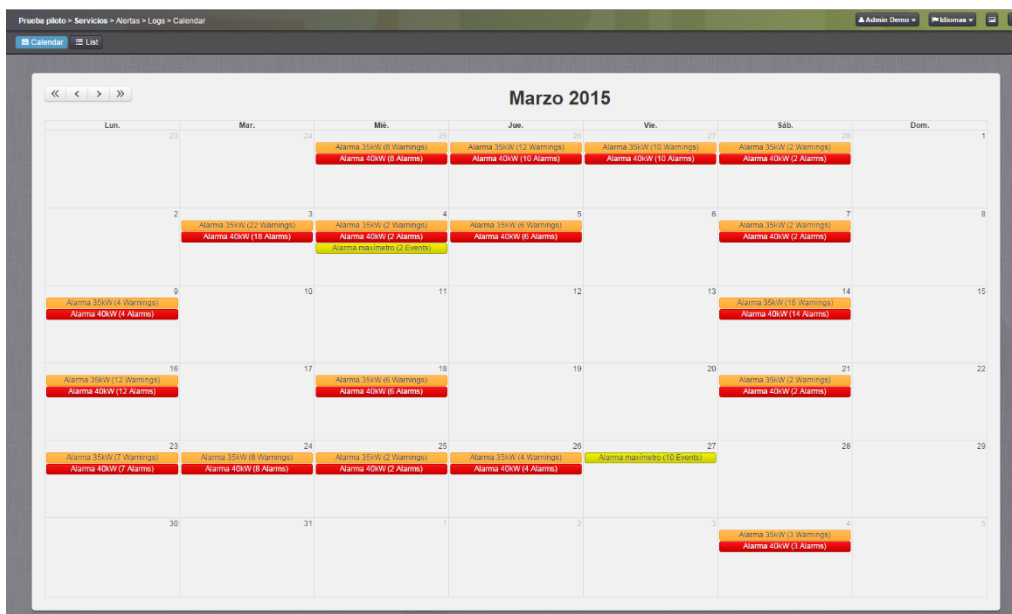 Prueba piloto > Servicios > Alertas > Logs > Calendar
Admin Demo
Idiomas
Calendar
List
Marzo 2015
Lun. Mar. Mié. Jue. Vie. Sáb. Dom.
23 24 25 26 27 28 1
Alarma 35kW (8 Warnings) Alarma 35kW (12 Warnings) Alarma 35kW (10 Warnings) Alarma 35kW (2 Warnings)
Alarma 40kW (8 Alarms) Alarma 40kW (10 Alarms) Alarma 40kW (10 Alarms) Alarma 40kW (2 Alarms)
2 3 4 5 6 7 8
Alarma 35kW (22 Warnings) Alarma 35kW (2 Warnings) Alarma 35kW (6 Warnings) Alarma 35kW (2 Warnings)
Alarma 40kW (18 Alarms) Alarma 40kW (2 Alarms) Alarma 40kW (6 Alarms) Alarma 40kW (2 Alarms)
Alarma maxímetro (2 Events)
9 10 11 12 13 14 15
Alarma 35kW (4 Warnings) Alarma 35kW (16 Warnings)
Alarma 40kW (4 Alarms) Alarma 40kW (14 Alarms)
16 17 18 19 20 21 22
Alarma 35kW (12 Warnings) Alarma 35kW (6 Warnings) Alarma 35kW (2 Warnings)
Alarma 40kW (12 Alarms) Alarma 40kW (6 Alarms) Alarma 40kW (2 Alarms)
23 24 25 26 27 28 29
Alarma 35kW (7 Warnings) Alarma 35kW (8 Warnings) Alarma 35kW (2 Warnings) Alarma 35kW (4 Warnings) Alarma maxímetro (10 Events)
Alarma 40kW (7 Alarms) Alarma 40kW (8 Alarms) Alarma 40kW (2 Alarms) Alarma 40kW (4 Alarms)
30 31 1 2 3 4 5
Alarma 35kW (3 Warnings)
Alarma 40kW (3 Alarms)